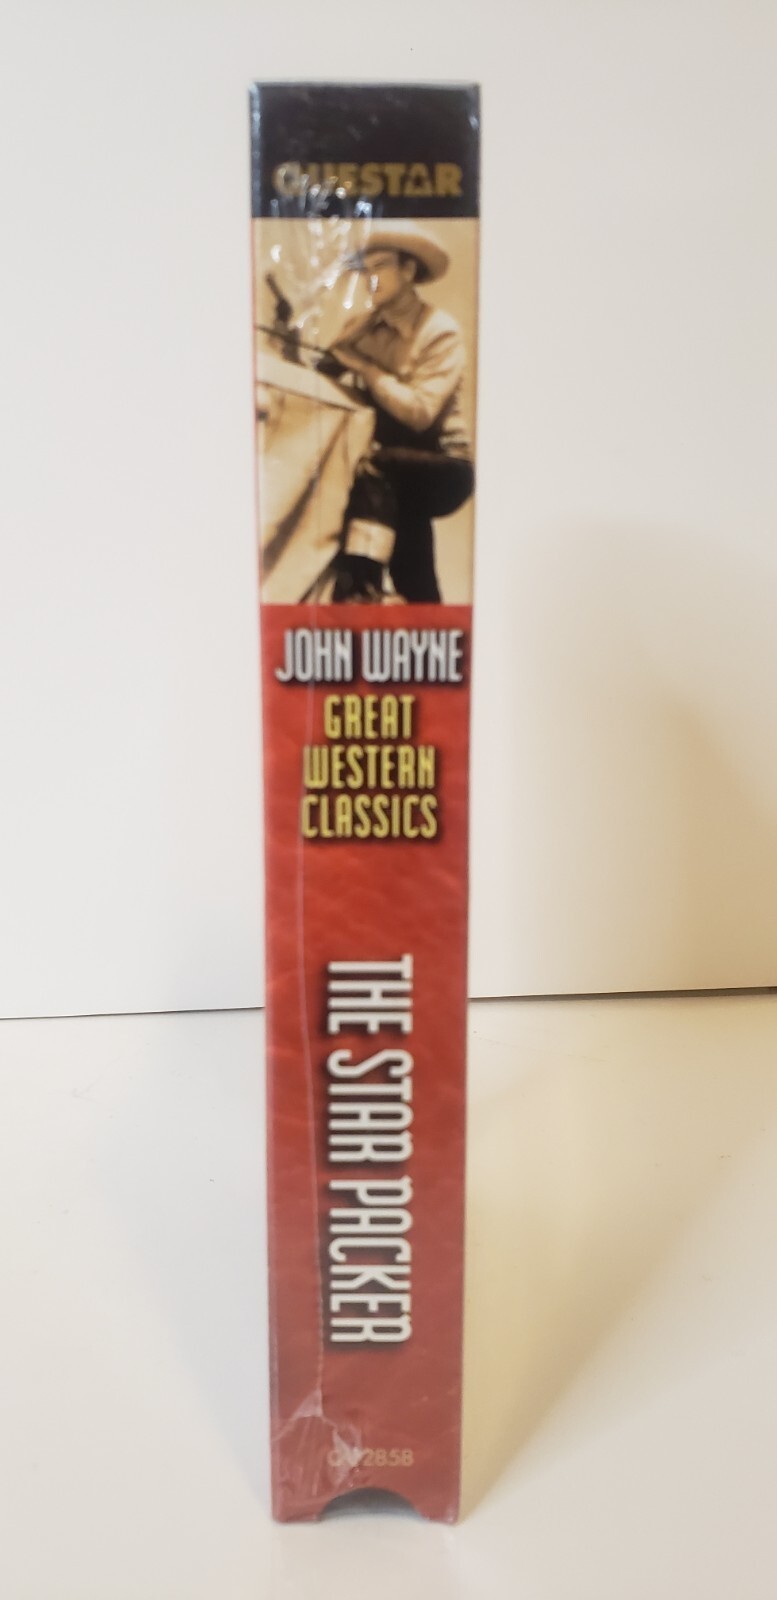 QUESTAR
JOHN WAYNE
GREAT
WESTERN
CLASSICS
THE STAR PACKER